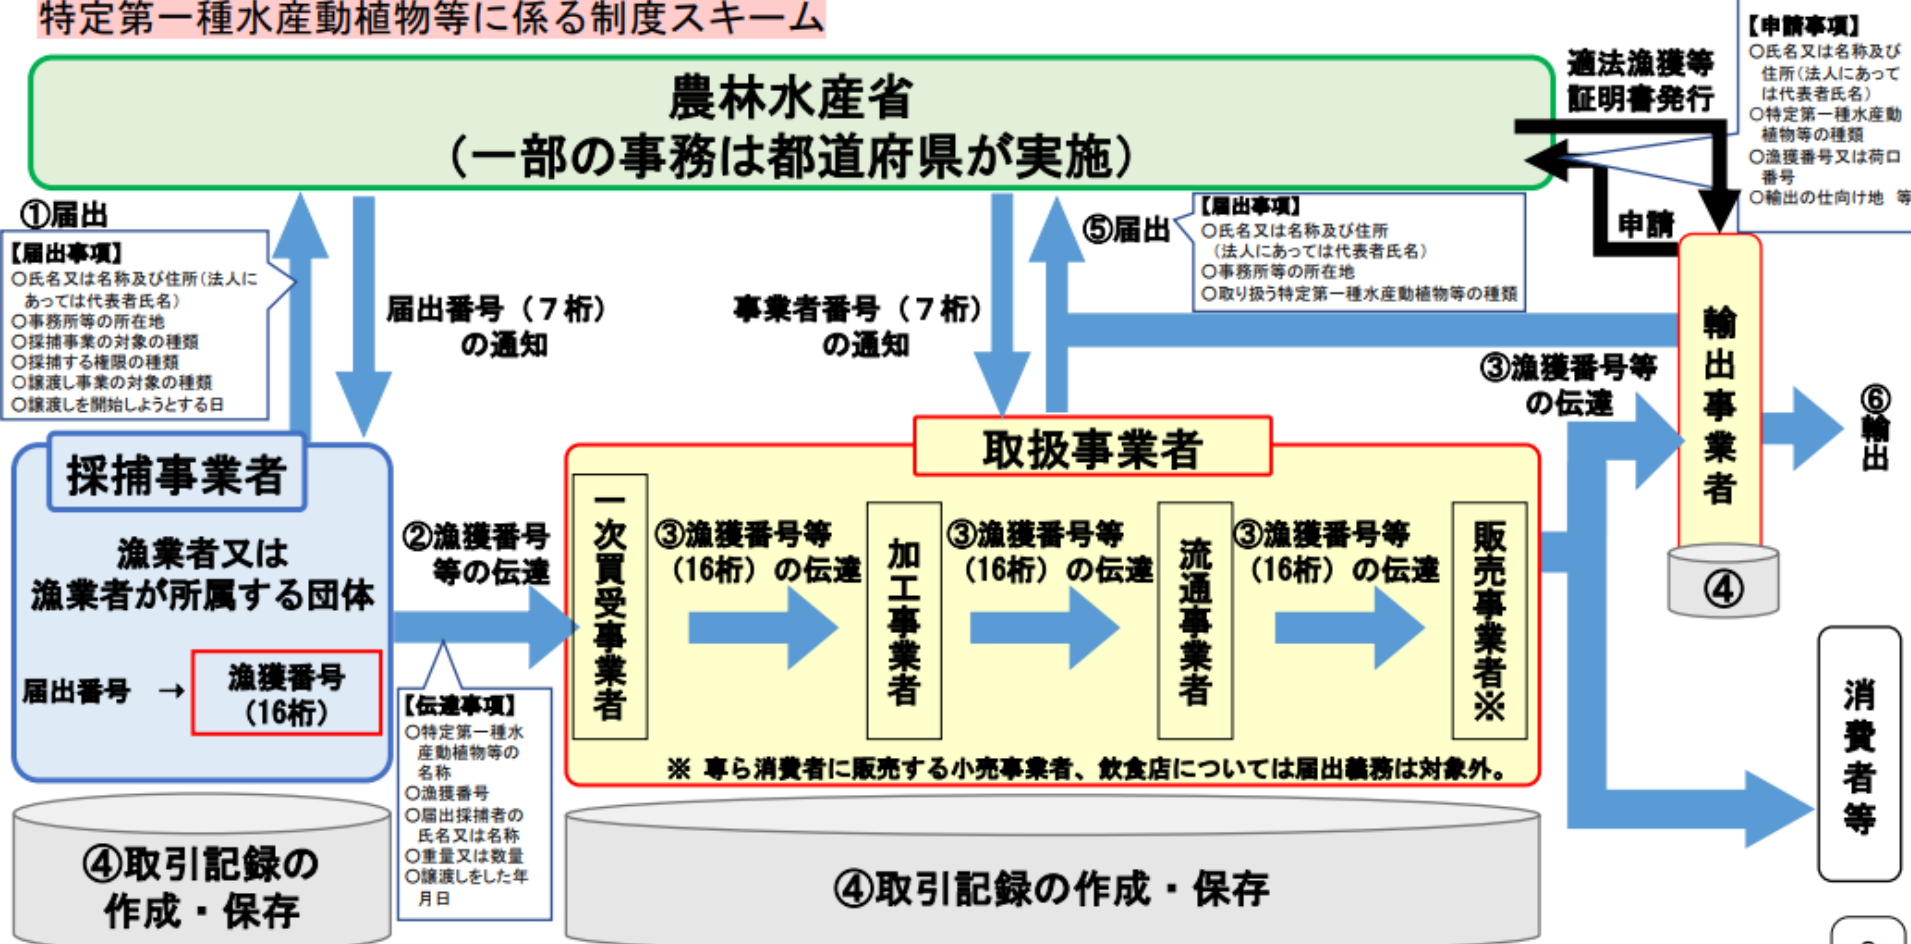 特定第一種水産動植物等に係る制度スキーム
農林水産省
（一部の事務は都道府県が実施）
適法漁獲等
証明書発行
【申請事項】
○氏名又は名称及び
住所（法人にあって
は代表者氏名）
○特定第一種水産動
植物等の種類
○漁獲番号又は荷口
番号
○輸出の仕向け地 等
申請
①届出
【届出事項】
○氏名又は名称及び住所（法人に
あっては代表者氏名）
○事務所等の所在地
○採捕事業の対象の種類
○採捕する権限の種類
○譲渡し事業の対象の種類
○譲渡しを開始しようとする日
届出番号（７桁）
の通知
事業者番号（７桁）
の通知
⑤届出
【届出事項】
○氏名又は名称及び住所
（法人にあっては代表者氏名）
○事務所等の所在地
○取り扱う特定第一種水産動植物等の種類
採捕事業者
漁業者又は
漁業者が所属する団体
届出番号 →
漁獲番号
（16桁）
④取引記録の
作成・保存
②漁獲番号
等の伝達
【伝達事項】
○特定第一種水
産動植物等の
名称
○漁獲番号
○届出採捕者の
氏名又は名称
○重量又は数量
○譲渡しをした年
月日
取扱事業者
一次買受事業者
③漁獲番号等
（16桁）の伝達
加工事業者
③漁獲番号等
（16桁）の伝達
流通事業者
③漁獲番号等
（16桁）の伝達
販売事業者※
※ 専ら消費者に販売する小売事業者、飲食店については届出義務は対象外。
④取引記録の作成・保存
③漁獲番号等
の伝達
輸出事業者
④
⑥輸出
消費者等